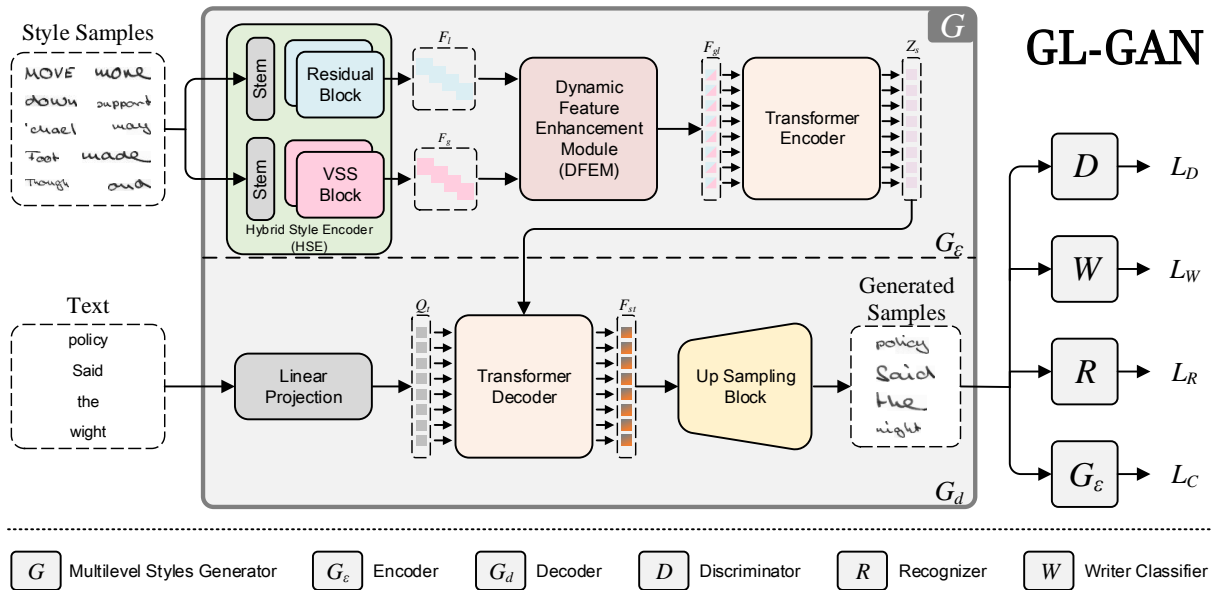 Style Samples
MOVE more
down support
'chael may
Foot made
Though and
Stem
Residual Block
Stem
VSS Block
Hybrid Style Encoder (HSE)
F_l
F_g
Dynamic Feature Enhancement Module (DFEM)
F_gl
Transformer Encoder
Z_s
G
G_ε
GL-GAN
Text
policy
Said
the
wight
Linear Projection
Q_t
Transformer Decoder
F_st
Up Sampling Block
Generated Samples
policy
Said
the
night
G_d
D
L_D
W
L_W
R
L_R
G_ε
L_C
G Multilevel Styles Generator
G_ε Encoder
G_d Decoder
D Discriminator
R Recognizer
W Writer Classifier